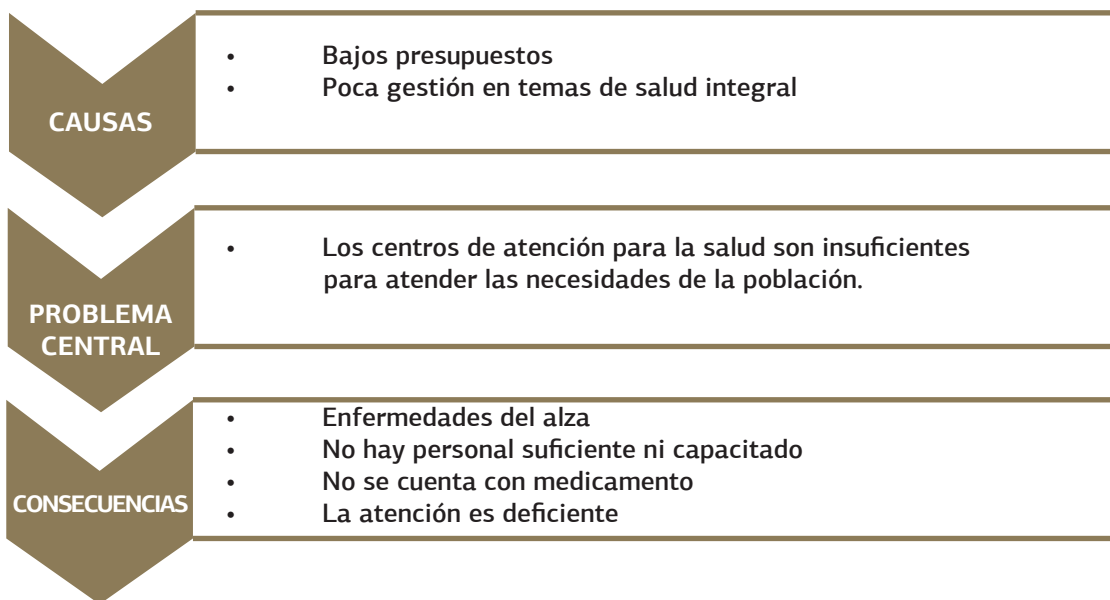 CAUSAS
• Bajos presupuestos
• Poca gestión en temas de salud integral
PROBLEMA
CENTRAL
• Los centros de atención para la salud son insuficientes
para atender las necesidades de la población.
CONSECUENCIAS
• Enfermedades del alza
• No hay personal suficiente ni capacitado
• No se cuenta con medicamento
• La atención es deficiente